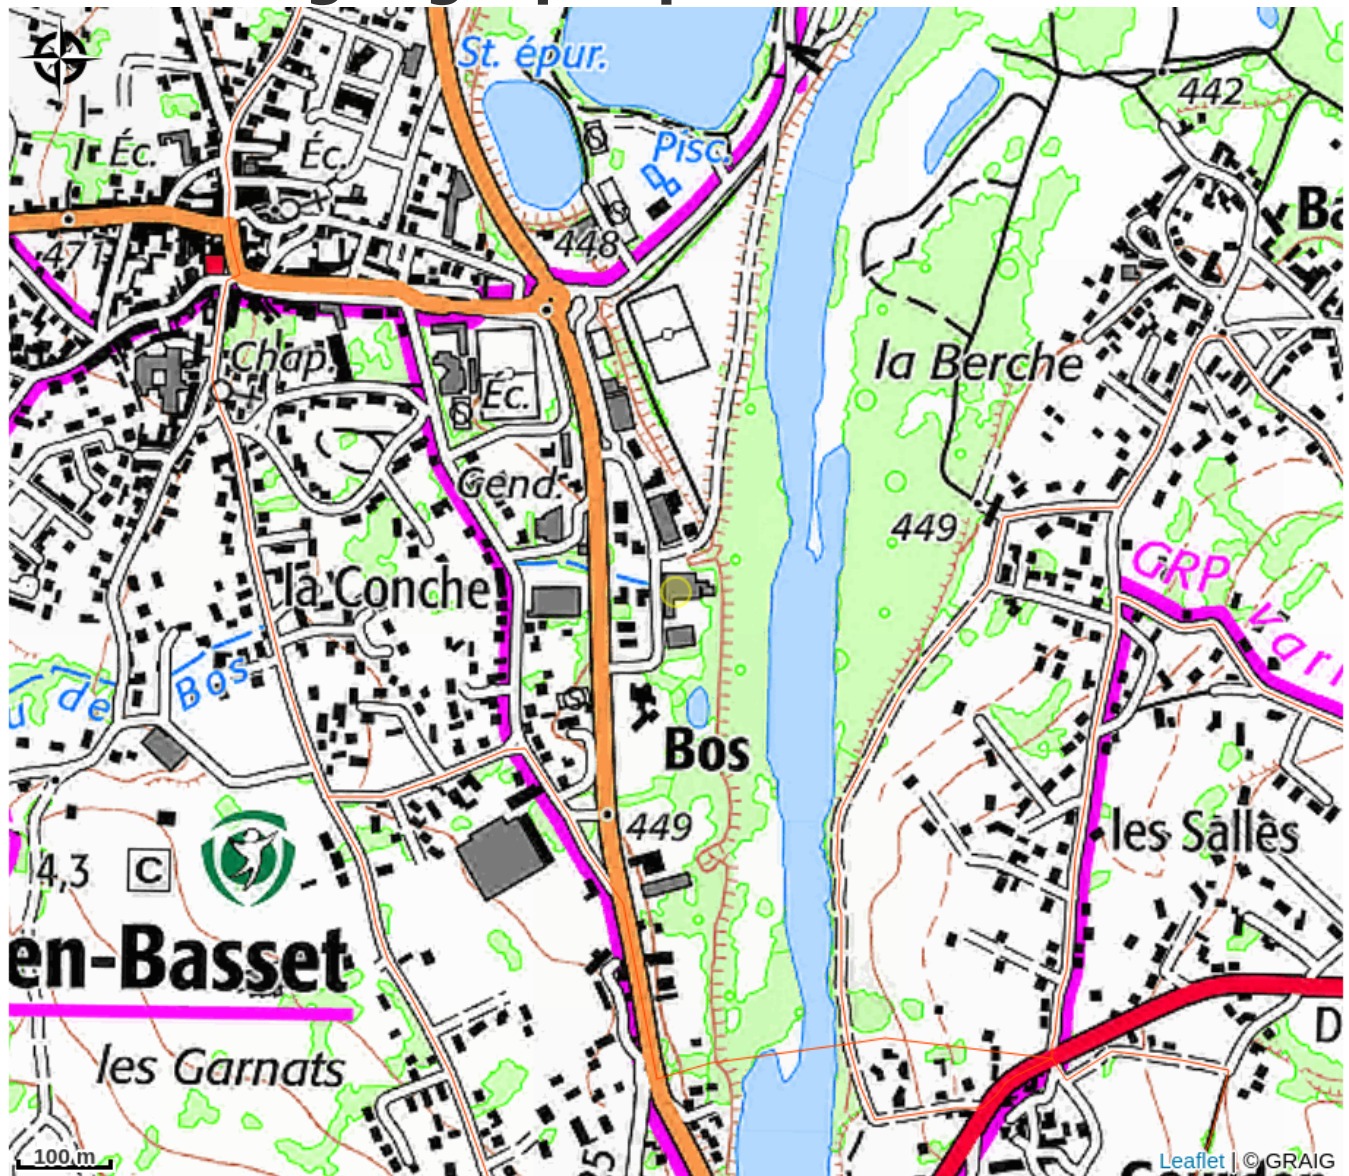 St. épur.
442
Éc.
Éc.
Pisc.
Ba
471
448
Chap.
la Berche
Éc.
Gend.
449
GRP
la Conche
Vari
u de Bos
Bos
449
les Salles
4,3
C
en-Basset
D
les Garnats
100 m
Leaflet | © GRAIG